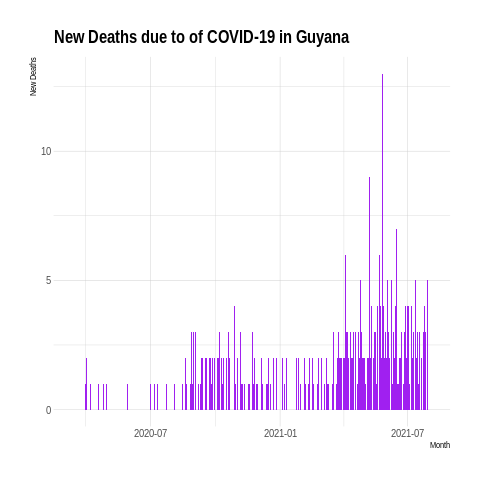 New Deaths due to of COVID-19 in Guyana
New Deaths
10
5
0
2020-07
2021-01
2021-07
Month